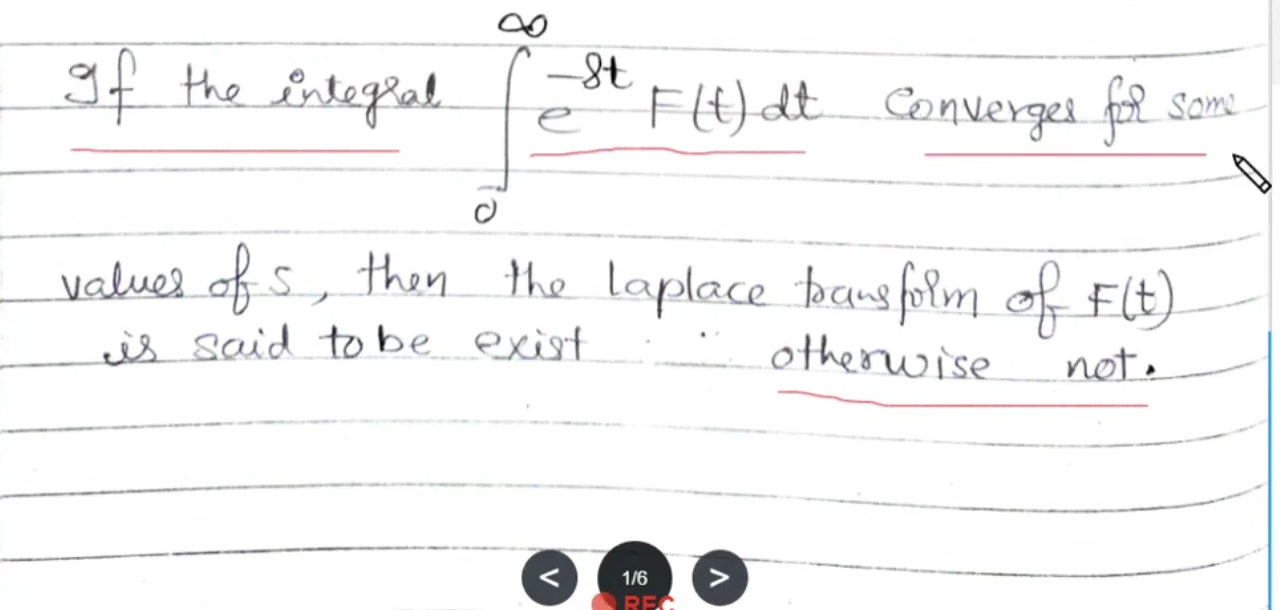 If the integral ∫₀^∞ e^{-st} F(t) dt converges for some
values of s, then the laplace transform of F(t)
is said to be exist otherwise not.
< 1/6 >
REC